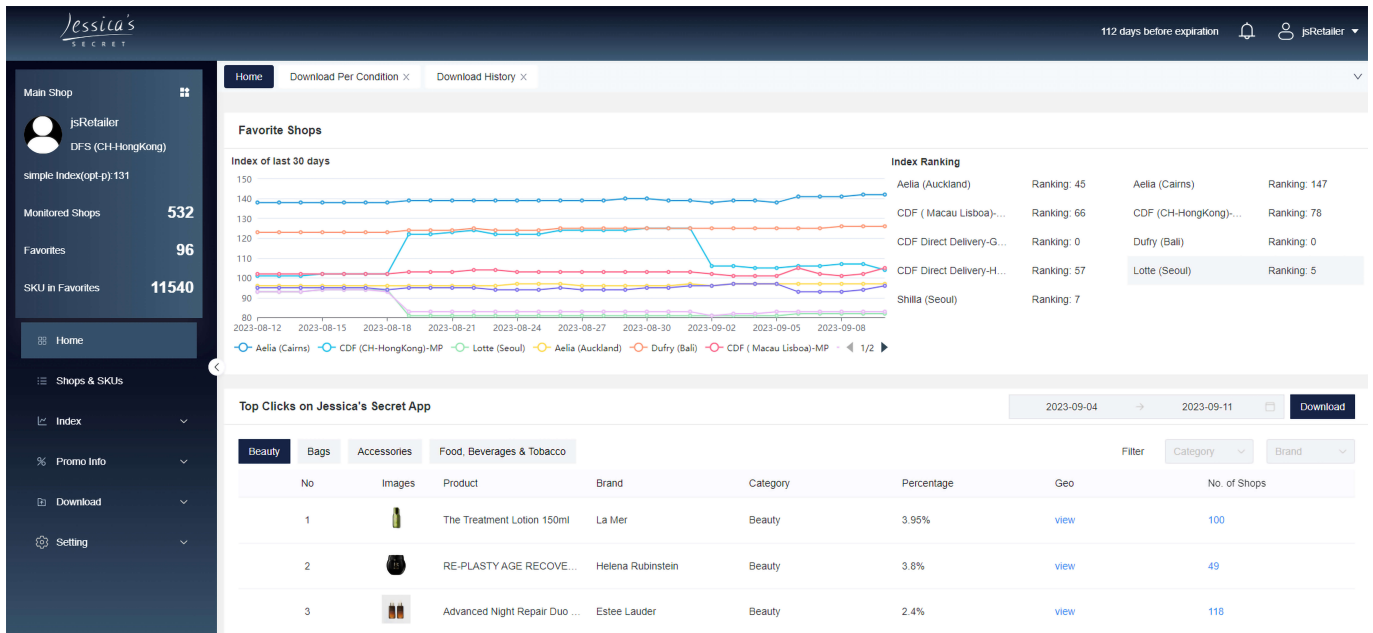 Jessica's
SECRET
112 days before expiration
jsRetailer
Main Shop
jsRetailer
DFS (CH-HongKong)
simple Index(opt-p):131
Monitored Shops 532
Favorites 96
SKU in Favorites 11540
Home
Shops & SKUs
Index
Promo Info
Download
Setting
Home Download Per Condition × Download History ×
Favorite Shops
Index of last 30 days
150
140
130
120
110
100
90
80
2023-08-12 2023-08-15 2023-08-18 2023-08-21 2023-08-24 2023-08-27 2023-08-30 2023-09-02 2023-09-05 2023-09-08
Aelia (Cairns) CDF (CH-HongKong)-MP Lotte (Seoul) Aelia (Auckland) Dufry (Bali) CDF ( Macau Lisboa)-MP 1/2
Index Ranking
Aelia (Auckland) Ranking: 45 Aelia (Cairns) Ranking: 147
CDF ( Macau Lisboa)-... Ranking: 66 CDF (CH-HongKong)-... Ranking: 78
CDF Direct Delivery-G... Ranking: 0 Dufry (Bali) Ranking: 0
CDF Direct Delivery-H... Ranking: 57 Lotte (Seoul) Ranking: 5
Shilla (Seoul) Ranking: 7
Top Clicks on Jessica's Secret App
2023-09-04 → 2023-09-11 Download
Beauty Bags Accessories Food, Beverages & Tobacco
Filter Category Brand
No Images Product Brand Category Percentage Geo No. of Shops
1 The Treatment Lotion 150ml La Mer Beauty 3.95% view 100
2 RE-PLASTY AGE RECOVE... Helena Rubinstein Beauty 3.8% view 49
3 Advanced Night Repair Duo ... Estee Lauder Beauty 2.4% view 118